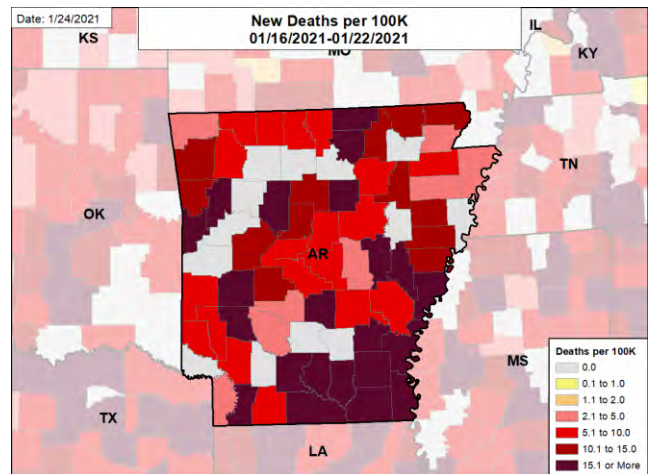 Date: 1/24/2021
New Deaths per 100K
01/16/2021-01/22/2021
IL
KS
MO
KY
TN
OK
AR
MS
TX
LA
Deaths per 100K
0.0
0.1 to 1.0
1.1 to 2.0
2.1 to 5.0
5.1 to 10.0
10.1 to 15.0
15.1 or More